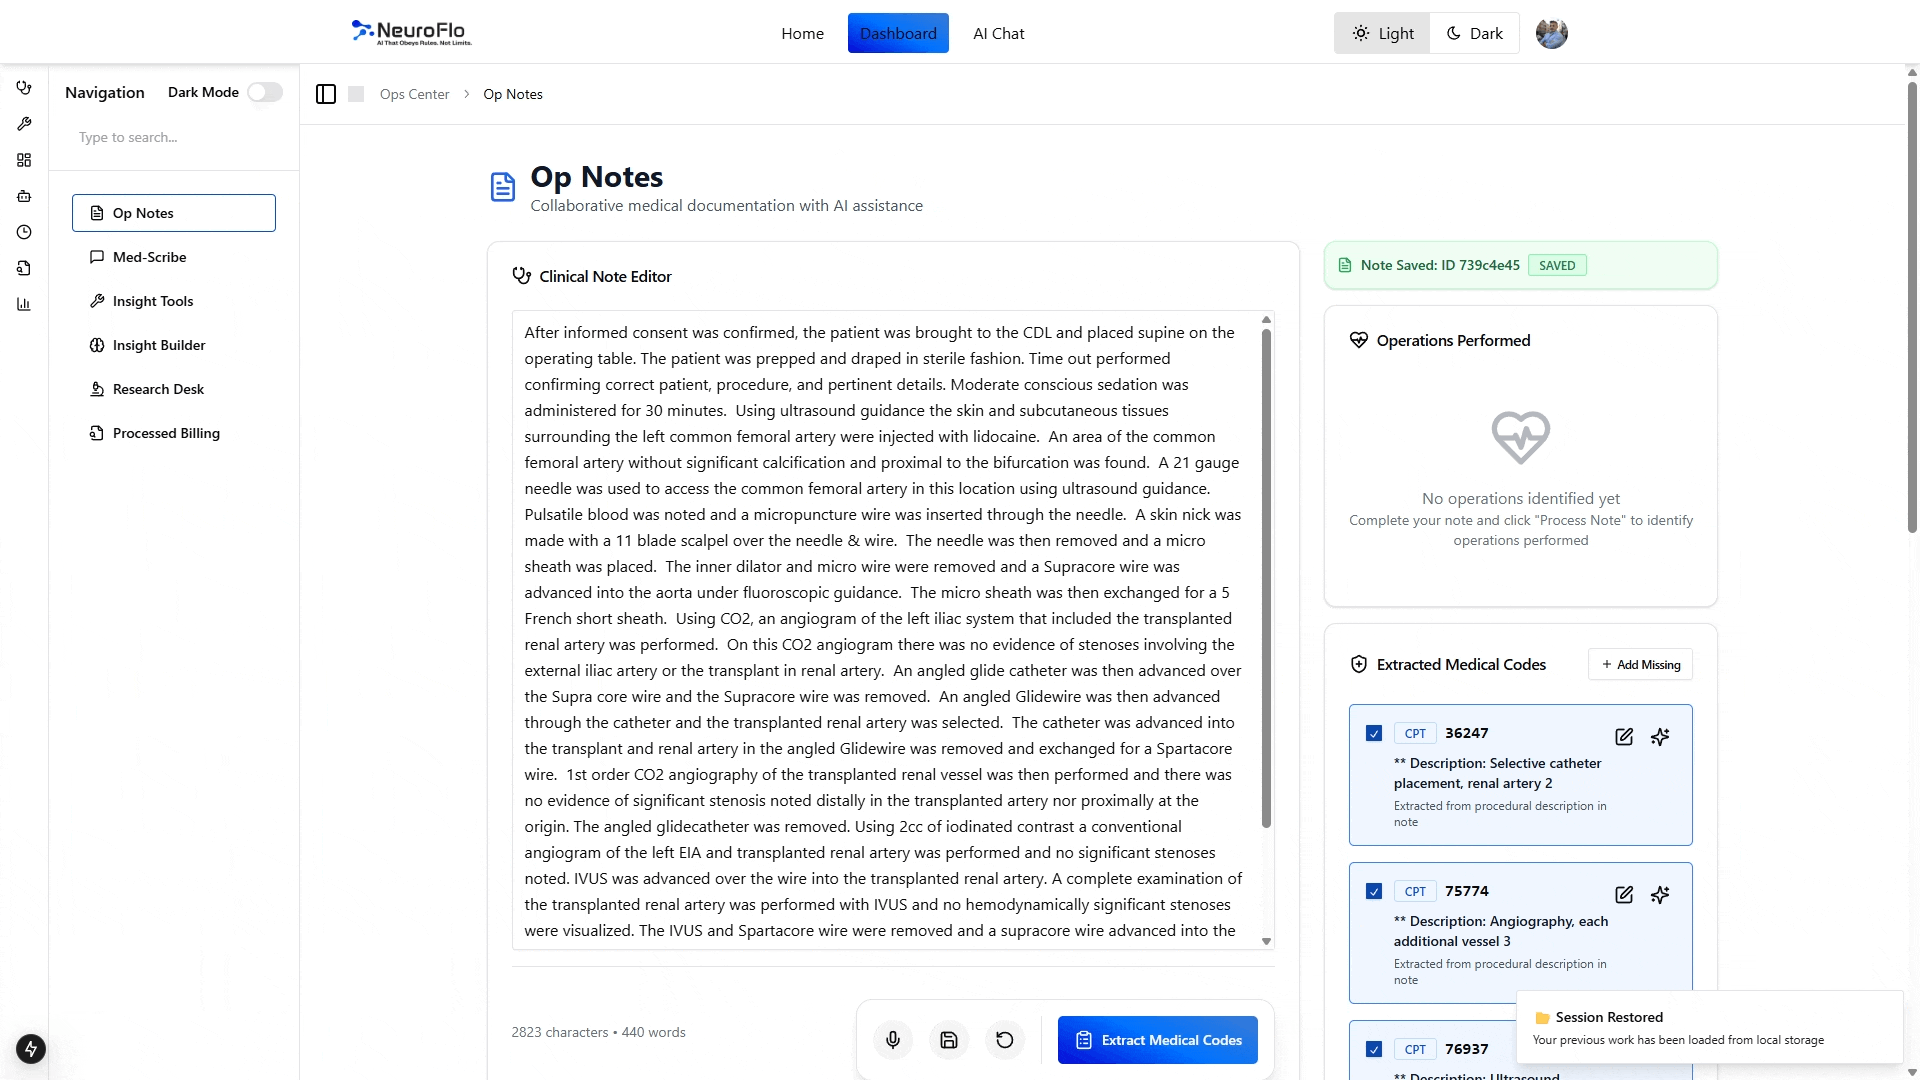 NeuroFlo
AI That Obeys Rules. Not Limits.
Home
Dashboard
AI Chat
Light
Dark
Navigation
Dark Mode
Type to search...
Op Notes
Med-Scribe
Insight Tools
Insight Builder
Research Desk
Processed Billing
Ops Center
Op Notes
Op Notes
Collaborative medical documentation with AI assistance
Clinical Note Editor
After informed consent was confirmed, the patient was brought to the CDL and placed supine on the
operating table. The patient was prepped and draped in sterile fashion. Time out performed
confirming correct patient, procedure, and pertinent details. Moderate conscious sedation was
administered for 30 minutes.  Using ultrasound guidance the skin and subcutaneous tissues
surrounding the left common femoral artery were injected with lidocaine.  An area of the common
femoral artery without significant calcification and proximal to the bifurcation was found.  A 21 gauge
needle was used to access the common femoral artery in this location using ultrasound guidance.
Pulsatile blood was noted and a micropuncture wire was inserted through the needle.  A skin nick was
made with a 11 blade scalpel over the needle & wire.  The needle was then removed and a micro
sheath was placed.  The inner dilator and micro wire were removed and a Supracore wire was
advanced into the aorta under fluoroscopic guidance.  The micro sheath was then exchanged for a 5
French short sheath.  Using CO2, an angiogram of the left iliac system that included the transplanted
renal artery was performed.  On this CO2 angiogram there was no evidence of stenoses involving the
external iliac artery or the transplant in renal artery.  An angled glide catheter was then advanced over
the Supra core wire and the Supracore wire was removed.  An angled Glidewire was then advanced
through the catheter and the transplanted renal artery was selected.  The catheter was advanced into
the transplant and renal artery in the angled Glidewire was removed and exchanged for a Spartacore
wire.  1st order CO2 angiography of the transplanted renal vessel was then performed and there was
no evidence of significant stenosis noted distally in the transplanted artery nor proximally at the
origin. The angled glidecatheter was removed. Using 2cc of iodinated contrast a conventional
angiogram of the left EIA and transplanted renal artery was performed and no significant stenoses
noted. IVUS was advanced over the wire into the transplanted renal artery. A complete examination of
the transplanted renal artery was performed with IVUS and no hemodynamically significant stenoses
were visualized. The IVUS and Spartacore wire were removed and a supracore wire advanced into the
2823 characters • 440 words
Extract Medical Codes
Note Saved: ID 739c4e45
SAVED
Operations Performed
No operations identified yet
Complete your note and click "Process Note" to identify
operations performed
Extracted Medical Codes
+ Add Missing
CPT 36247
** Description: Selective catheter
placement, renal artery 2
Extracted from procedural description in
note
CPT 75774
** Description: Angiography, each
additional vessel 3
Extracted from procedural description in
note
CPT 76937
** Description: Ultrasound
Session Restored
Your previous work has been loaded from local storage